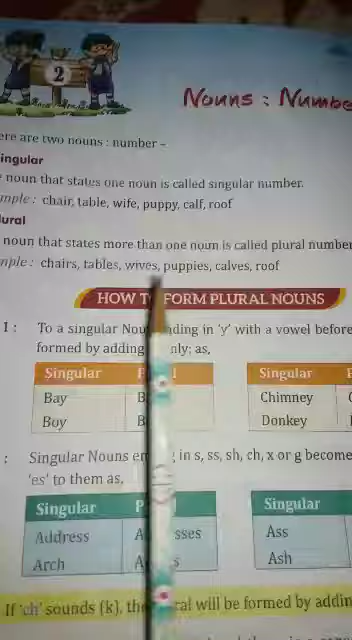 2
Nouns : Numbe
ere are two nouns : number –
ingular
noun that states one noun is called singular number.
mple : chair, table, wife, puppy, calf, roof
lural
noun that states more than one noun is called plural number
mple : chairs, tables, wives, puppies, calves, roof
HOW T FORM PLURAL NOUNS
1 : To a singular Nou nding in 'y' with a vowel before
formed by adding nly; as,
Singular P l Singular P
Bay B Chimney C
Boy B Donkey
: Singular Nouns en g in s, ss, sh, ch, x or g become
'es' to them as,
Singular P Singular
Address A sses Ass
Arch A s Ash
If 'ch' sounds (k), the ral will be formed by addin